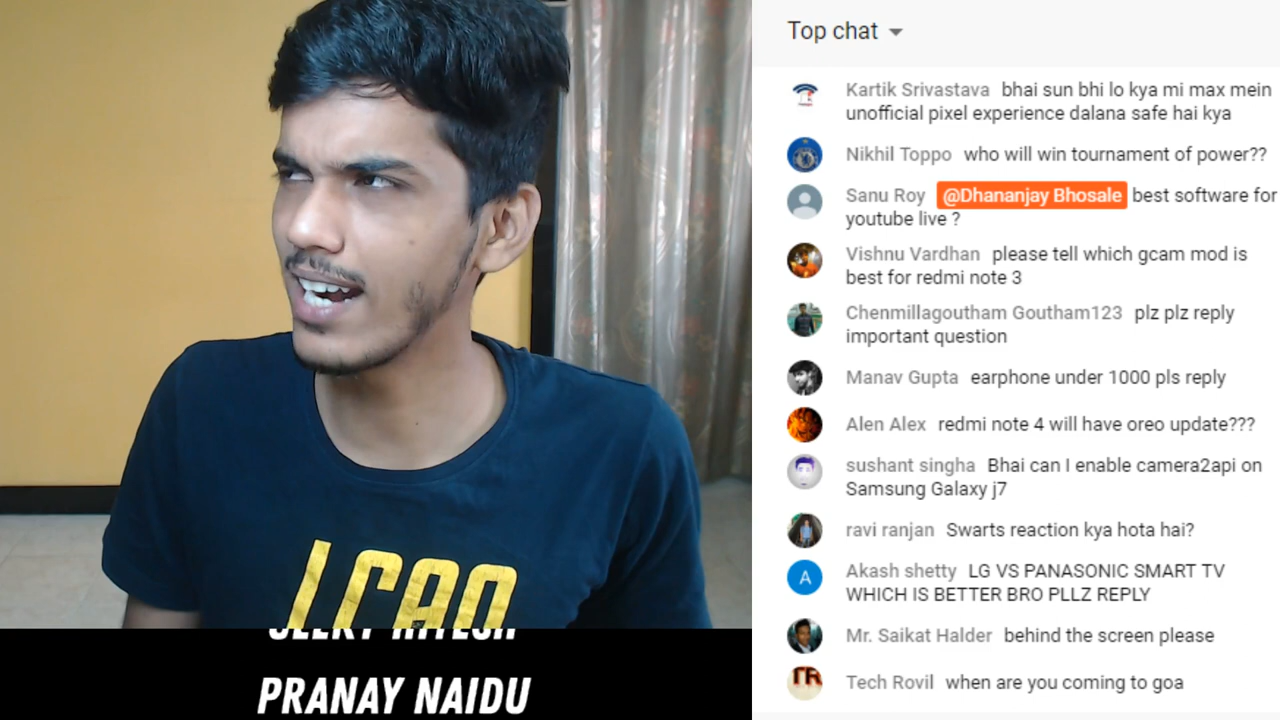 Top chat
Kartik Srivastava bhai sun bhi lo kya mi max mein
unofficial pixel experience dalana safe hai kya
Nikhil Toppo who will win tournament of power??
Sanu Roy @Dhananjay Bhosale best software for
youtube live ?
Vishnu Vardhan please tell which gcam mod is
best for redmi note 3
Chenmillagoutham Goutham123 plz plz reply
important question
Manav Gupta earphone under 1000 pls reply
Alen Alex redmi note 4 will have oreo update???
sushant singha Bhai can I enable camera2api on
Samsung Galaxy j7
ravi ranjan Swarts reaction kya hota hai?
A
Akash shetty LG VS PANASONIC SMART TV
WHICH IS BETTER BRO PLLZ REPLY
Mr. Saikat Halder behind the screen please
TR
Tech Rovil when are you coming to goa
PRANAY NAIDU